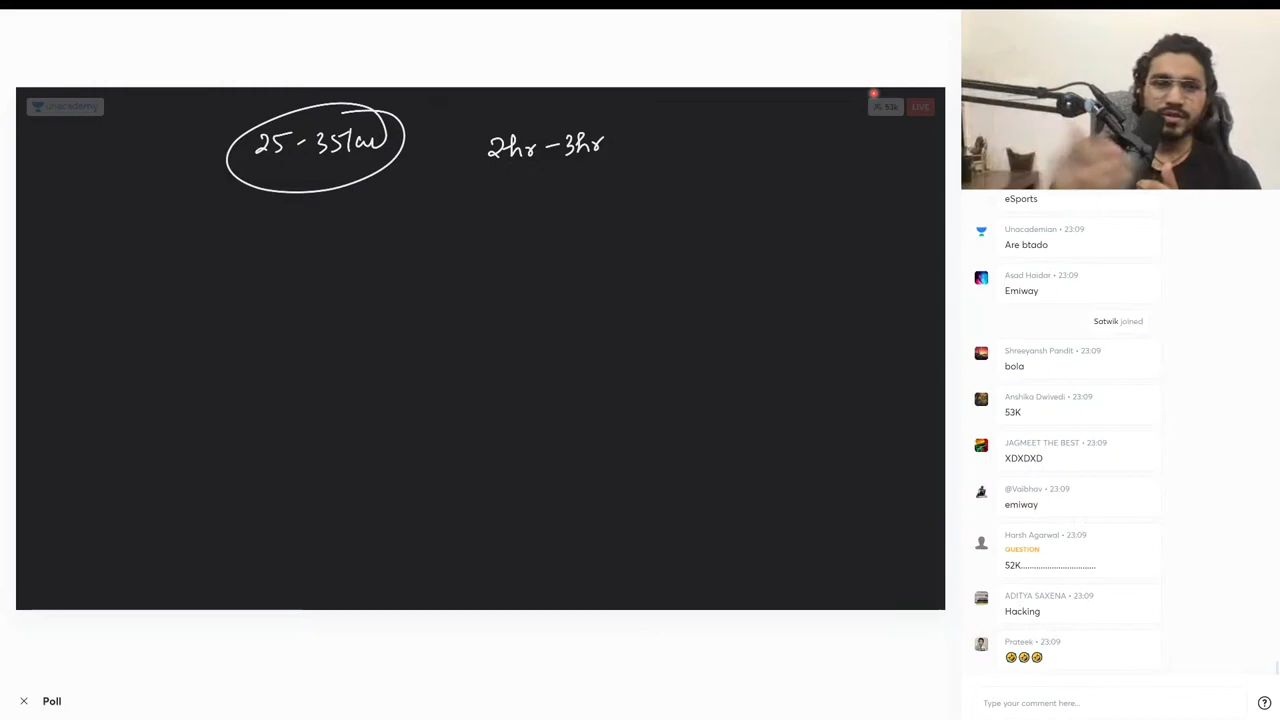 unacademy
53k
LIVE
25 - 35 Lac
2hr - 3hr
eSports
Unacademian • 23:09
Are btado
Asad Haidar • 23:09
Emiway
Satwik joined
Shreeyansh Pandit • 23:09
bola
Anshika Dwivedi • 23:09
53K
JAGMEET THE BEST • 23:09
XDXDXD
@Vaibhav • 23:09
emiway
Harsh Agarwal • 23:09
QUESTION
52K.................................
ADITYA SAXENA • 23:09
Hacking
Prateek • 23:09
🤣🤣🤣
Poll
Type your comment here...